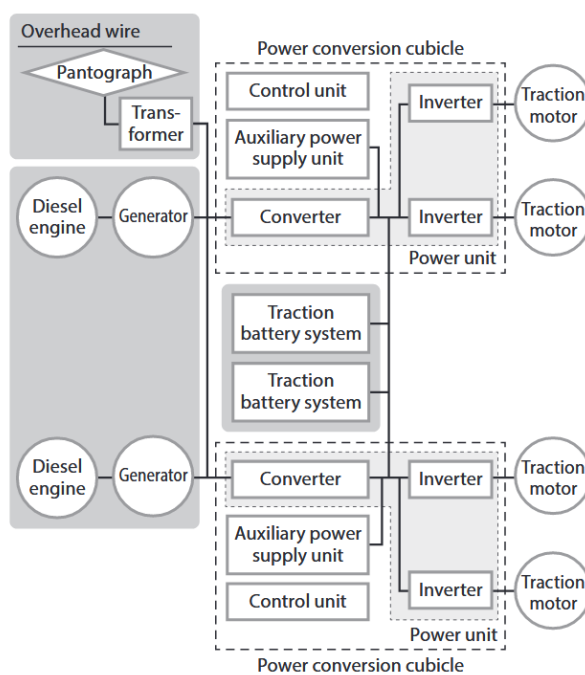 Overhead wire
Pantograph
Trans-
former
Power conversion cubicle
Control unit
Auxiliary power
supply unit
Converter
Inverter
Inverter
Power unit
Traction
motor
Traction
motor
Diesel
engine
Generator
Traction
battery system
Traction
battery system
Diesel
engine
Generator
Converter
Auxiliary power
supply unit
Control unit
Inverter
Inverter
Power unit
Power conversion cubicle
Traction
motor
Traction
motor